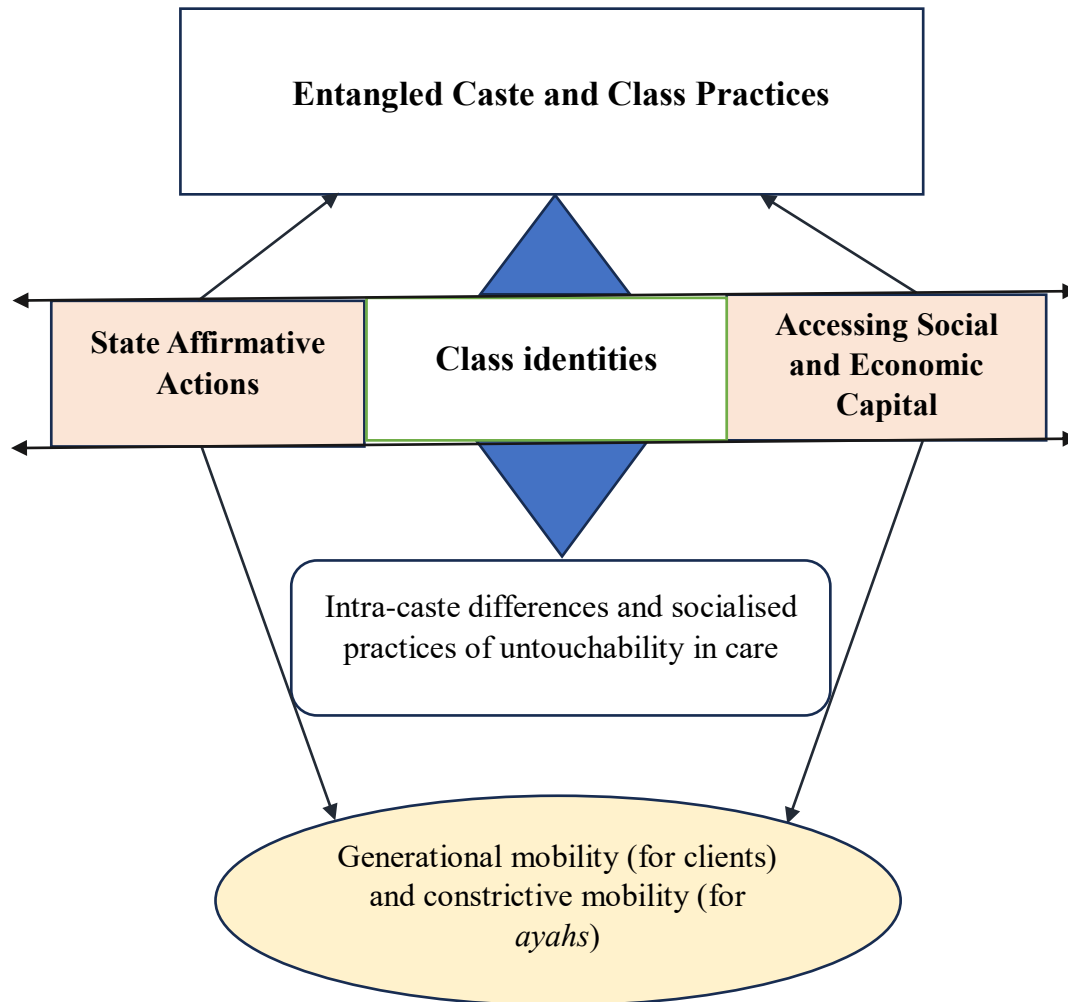 Entangled Caste and Class Practices
State Affirmative
Actions
Class identities
Accessing Social
and Economic
Capital
Intra-caste differences and socialised
practices of untouchability in care
Generational mobility (for clients)
and constrictive mobility (for
ayahs)